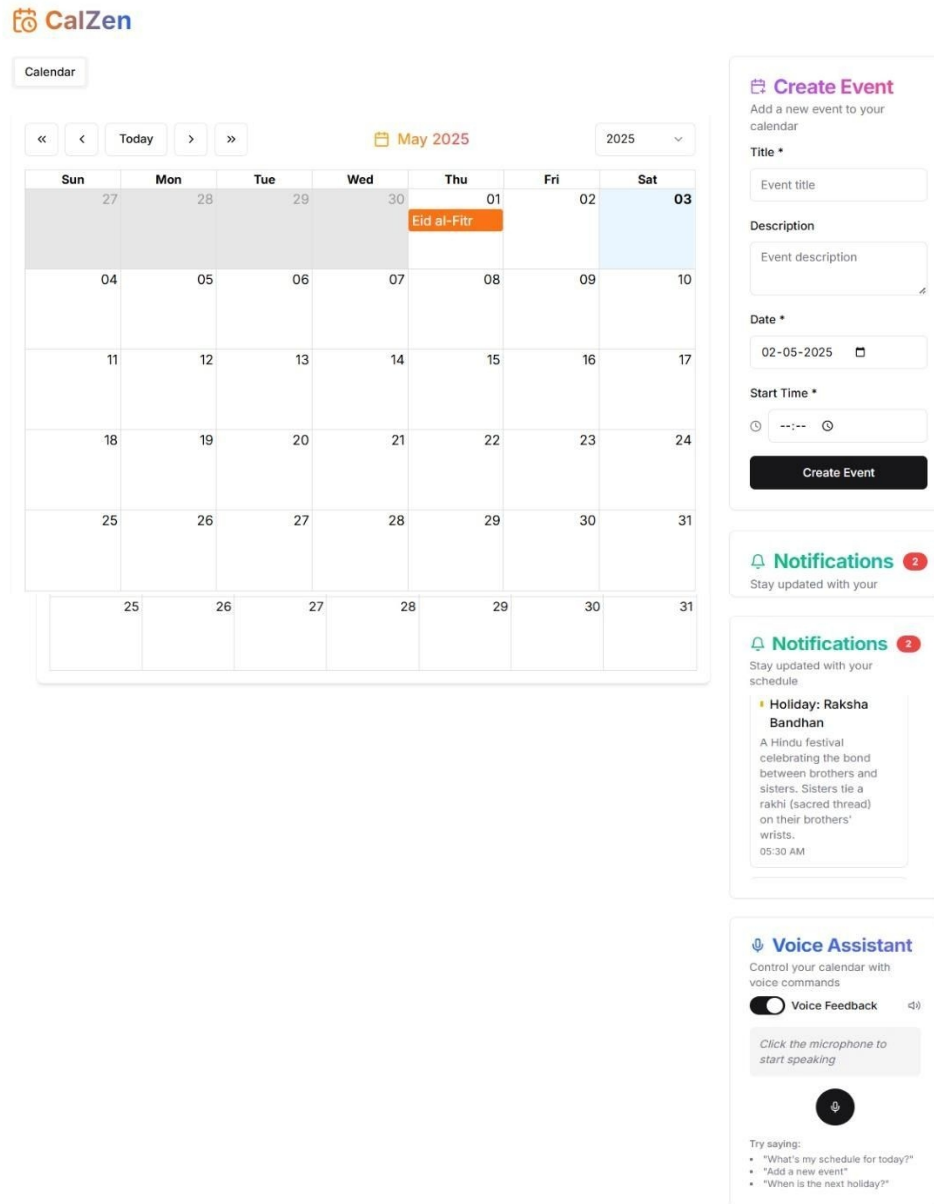 CalZen
Calendar
« ‹ Today › » May 2025 2025
Sun Mon Tue Wed Thu Fri Sat
27 28 29 30 01 02 03
Eid al-Fitr
04 05 06 07 08 09 10
11 12 13 14 15 16 17
18 19 20 21 22 23 24
25 26 27 28 29 30 31
25 26 27 28 29 30 31
Create Event
Add a new event to your
calendar
Title *
Event title
Description
Event description
Date *
02-05-2025
Start Time *
--:--
Create Event
Notifications 2
Stay updated with your
Notifications 2
Stay updated with your
schedule
Holiday: Raksha
Bandhan
A Hindu festival
celebrating the bond
between brothers and
sisters. Sisters tie a
rakhi (sacred thread)
on their brothers'
wrists.
05:30 AM
Voice Assistant
Control your calendar with
voice commands
Voice Feedback
Click the microphone to
start speaking
Try saying:
• "What's my schedule for today?"
• "Add a new event"
• "When is the next holiday?"